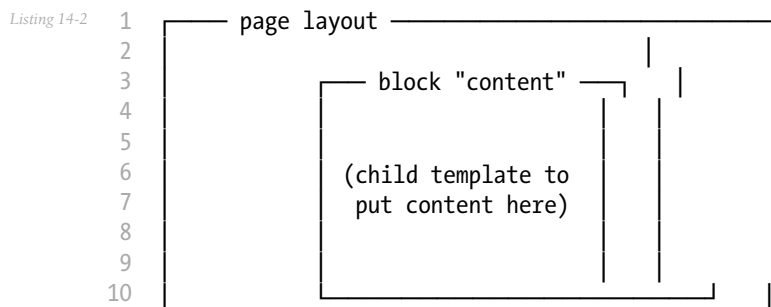 Listing 14-2 1 page layout
2
3 block "content"
4
5
6 (child template to
7 put content here)
8
9
10